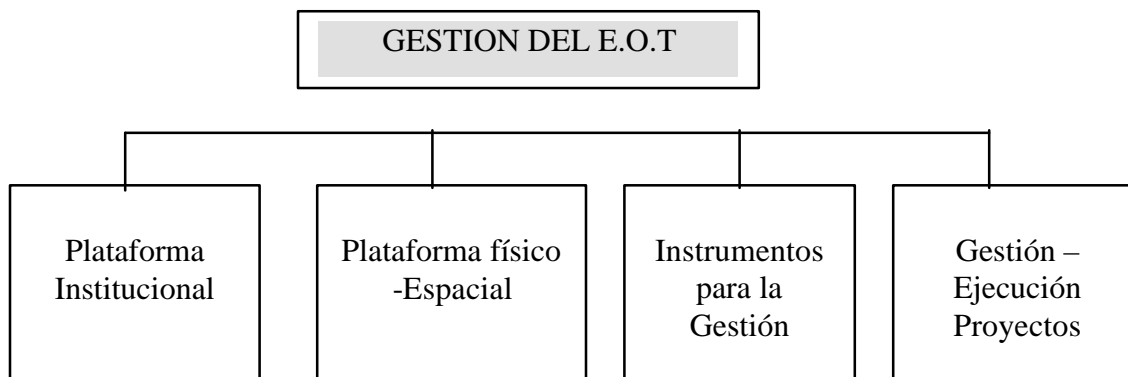 GESTION DEL E.O.T
Plataforma
Institucional
Plataforma físico
-Espacial
Instrumentos
para la
Gestión
Gestión –
Ejecución
Proyectos